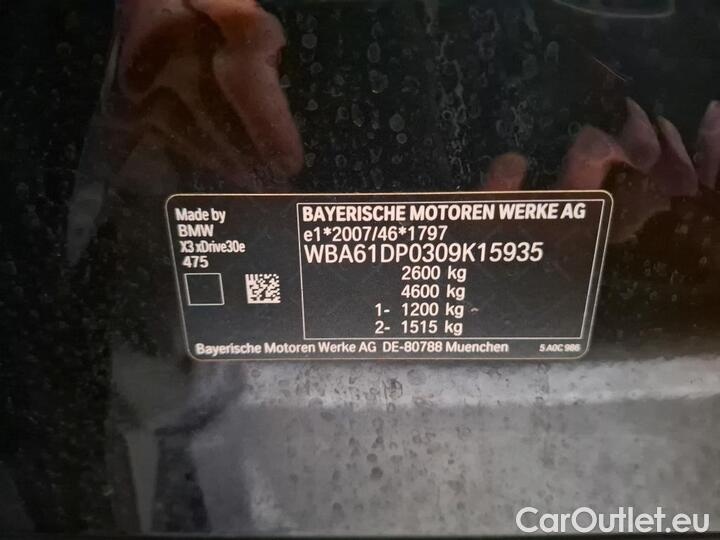 Made by
BMW
X3 xDrive30e
475
BAYERISCHE MOTOREN WERKE AG
e1*2007/46*1797
WBA61DP0309K15935
2600 kg
4600 kg
1- 1200 kg
2- 1515 kg
Bayerische Motoren Werke AG DE-80788 Muenchen
5 A0C 986
CarOutlet.eu